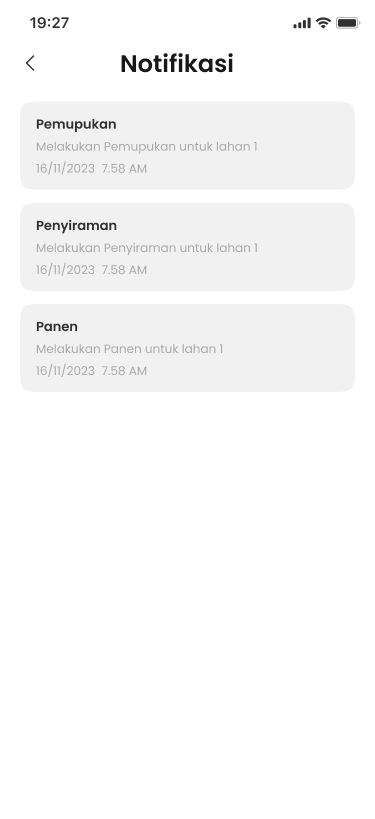 19:27
Notifikasi
Pemupukan
Melakukan Pemupukan untuk lahan 1
16/11/2023  7.58 AM
Penyiraman
Melakukan Penyiraman untuk lahan 1
16/11/2023  7.58 AM
Panen
Melakukan Panen untuk lahan 1
16/11/2023  7.58 AM